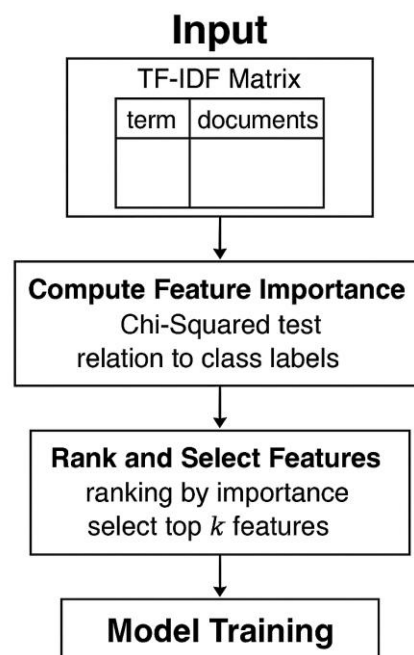 Input
TF-IDF Matrix
term documents
Compute Feature Importance
Chi-Squared test
relation to class labels
Rank and Select Features
ranking by importance
select top k features
Model Training